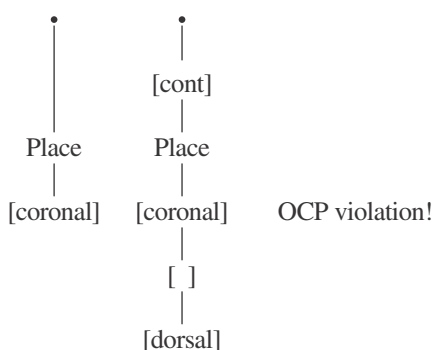 • •
[cont]
Place Place
[coronal] [coronal] OCP violation!
[ ]
[dorsal]